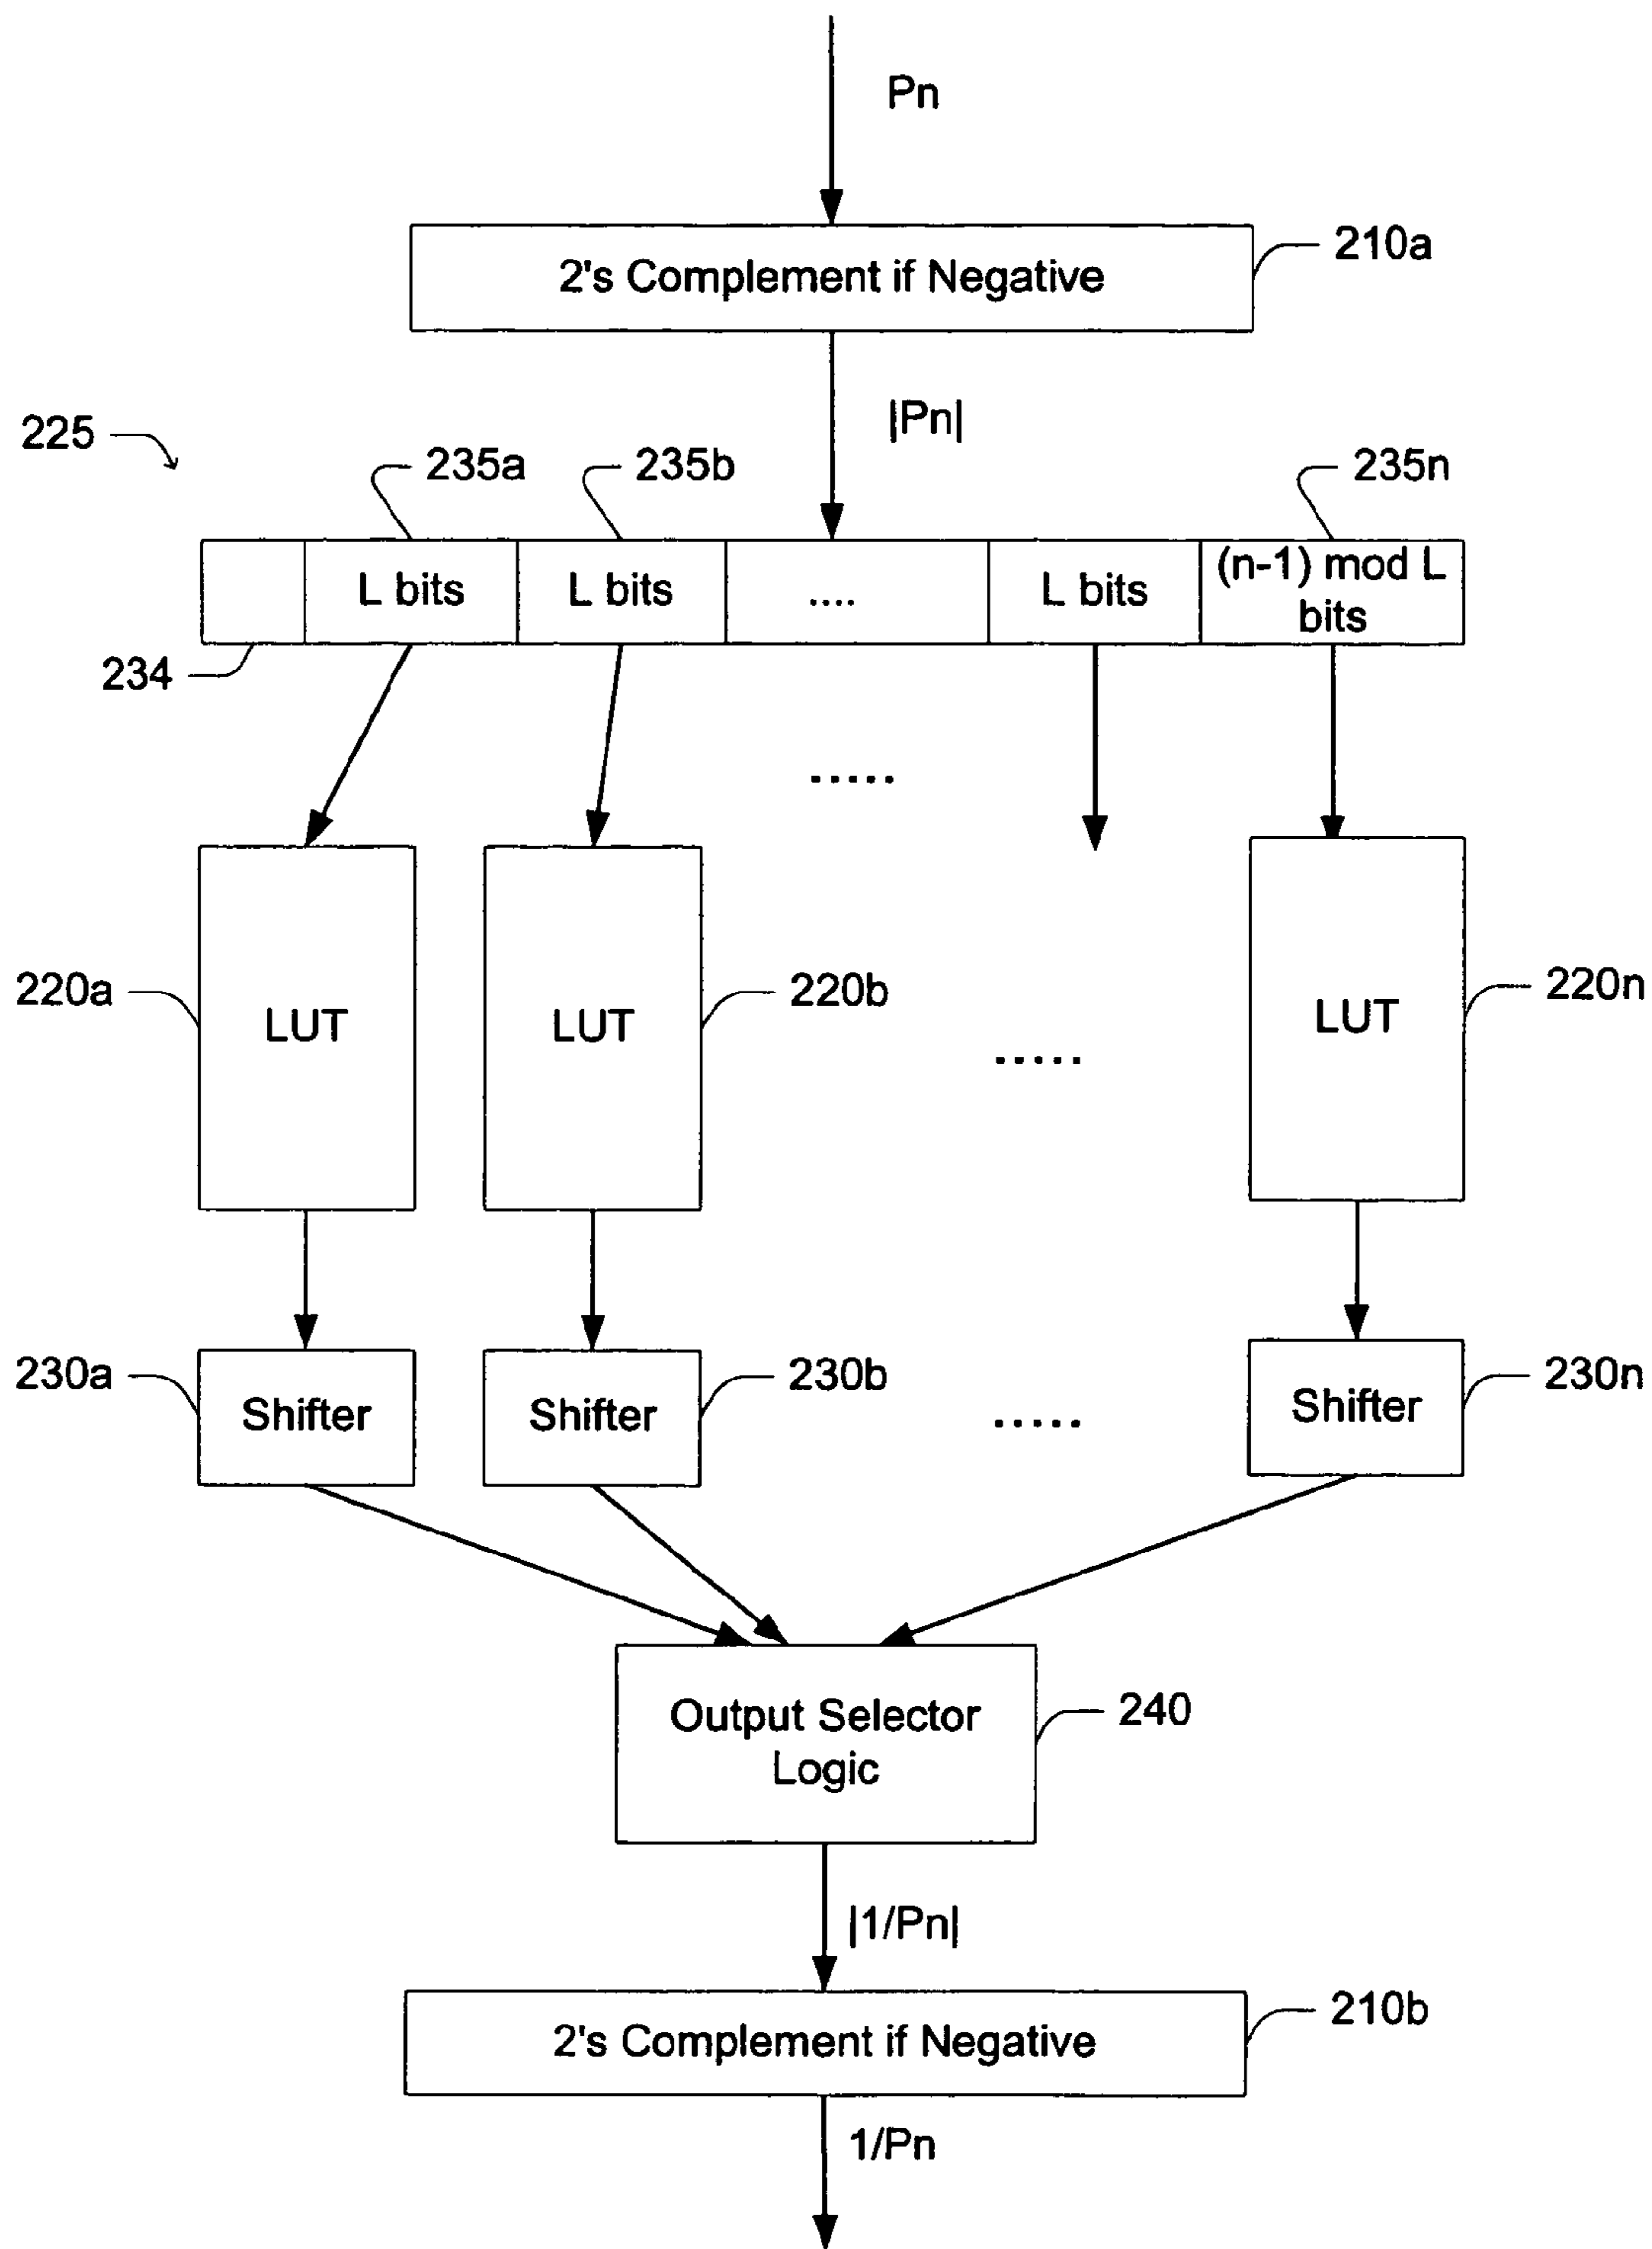 Pn
2's Complement if Negative
210a
|Pn|
225
235a
235b
235n
L bits
L bits
....
L bits
(n-1) mod L
bits
234
.....
220a
LUT
LUT
220b
.....
LUT
220n
230a
Shifter
Shifter
230b
.....
Shifter
230n
Output Selector
Logic
240
|1/Pn|
2's Complement if Negative
210b
1/Pn